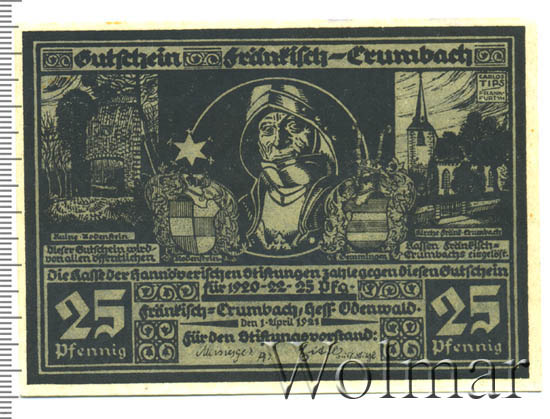 Gutschein Fränkisch-Crumbach
CARLOS
TIPS
FRANKFURT M
Ruine Rodenstein
Kirche Fränk-Crumbach
Dieser Gutschein wird
von allen öffentlichen
Rodenstein
Gemmingen
Kassen Fränkisch-
Crumbachs eingelöst.
Die Kasse der Hannöverischen Stiftungen zahlt gegen diesen Gutschein
für 1920-22-25 Pfg.
25
Pfennig
Fränkisch-Crumbach, Hess. Odenwald.
den 1. April 1921
Für den Stiftungsvorstand:
25
Pfennig
Wolmar